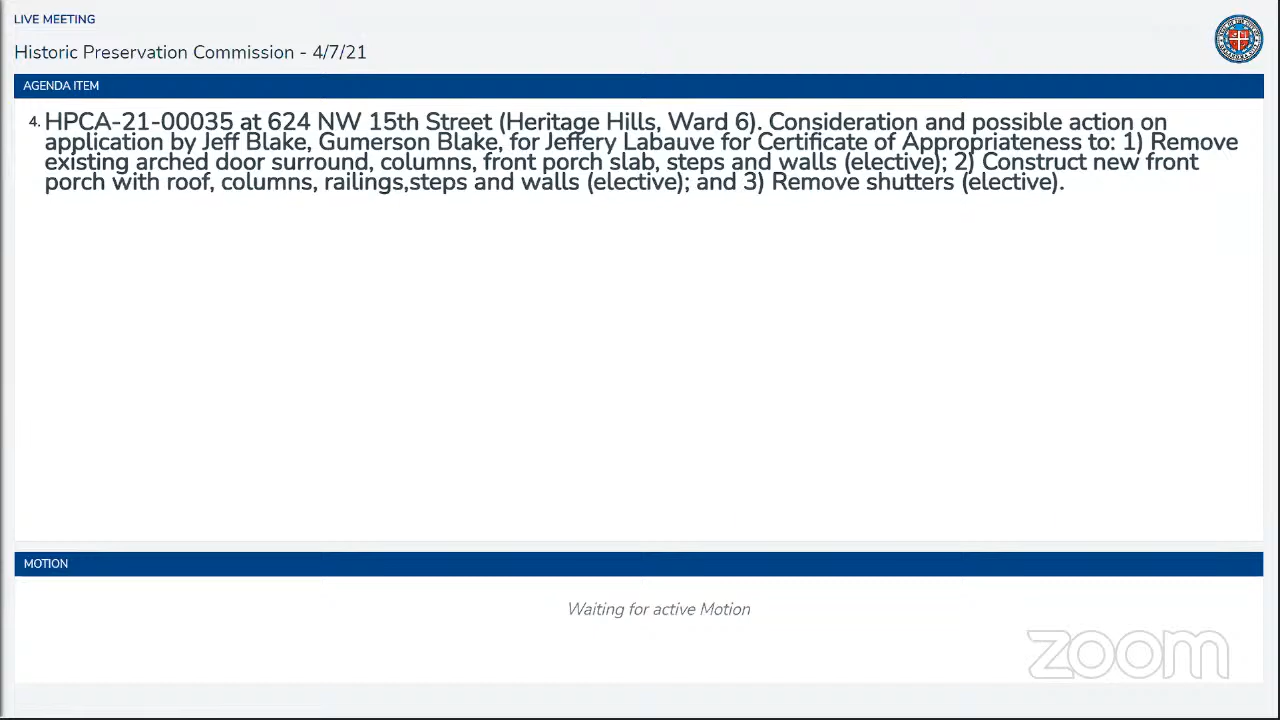 LIVE MEETING
Historic Preservation Commission - 4/7/21
AGENDA ITEM
4. HPCA-21-00035 at 624 NW 15th Street (Heritage Hills, Ward 6). Consideration and possible action on
application by Jeff Blake, Gumerson Blake, for Jeffery Labauve for Certificate of Appropriateness to: 1) Remove
existing arched door surround, columns, front porch slab, steps and walls (elective); 2) Construct new front
porch with roof, columns, railings,steps and walls (elective); and 3) Remove shutters (elective).
MOTION
Waiting for active Motion
zoom